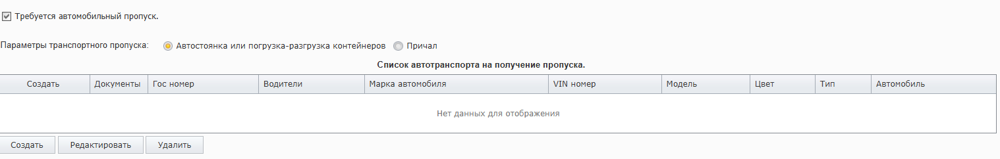 Требуется автомобильный пропуск.
Параметры транспортного пропуска: Автостоянка или погрузка-разгрузка контейнеров Причал
Список автотранспорта на получение пропуска.
Создать Документы Гос номер Водители Марка автомобиля VIN номер Модель Цвет Тип Автомобиль
Нет данных для отображения
Создать Редактировать Удалить